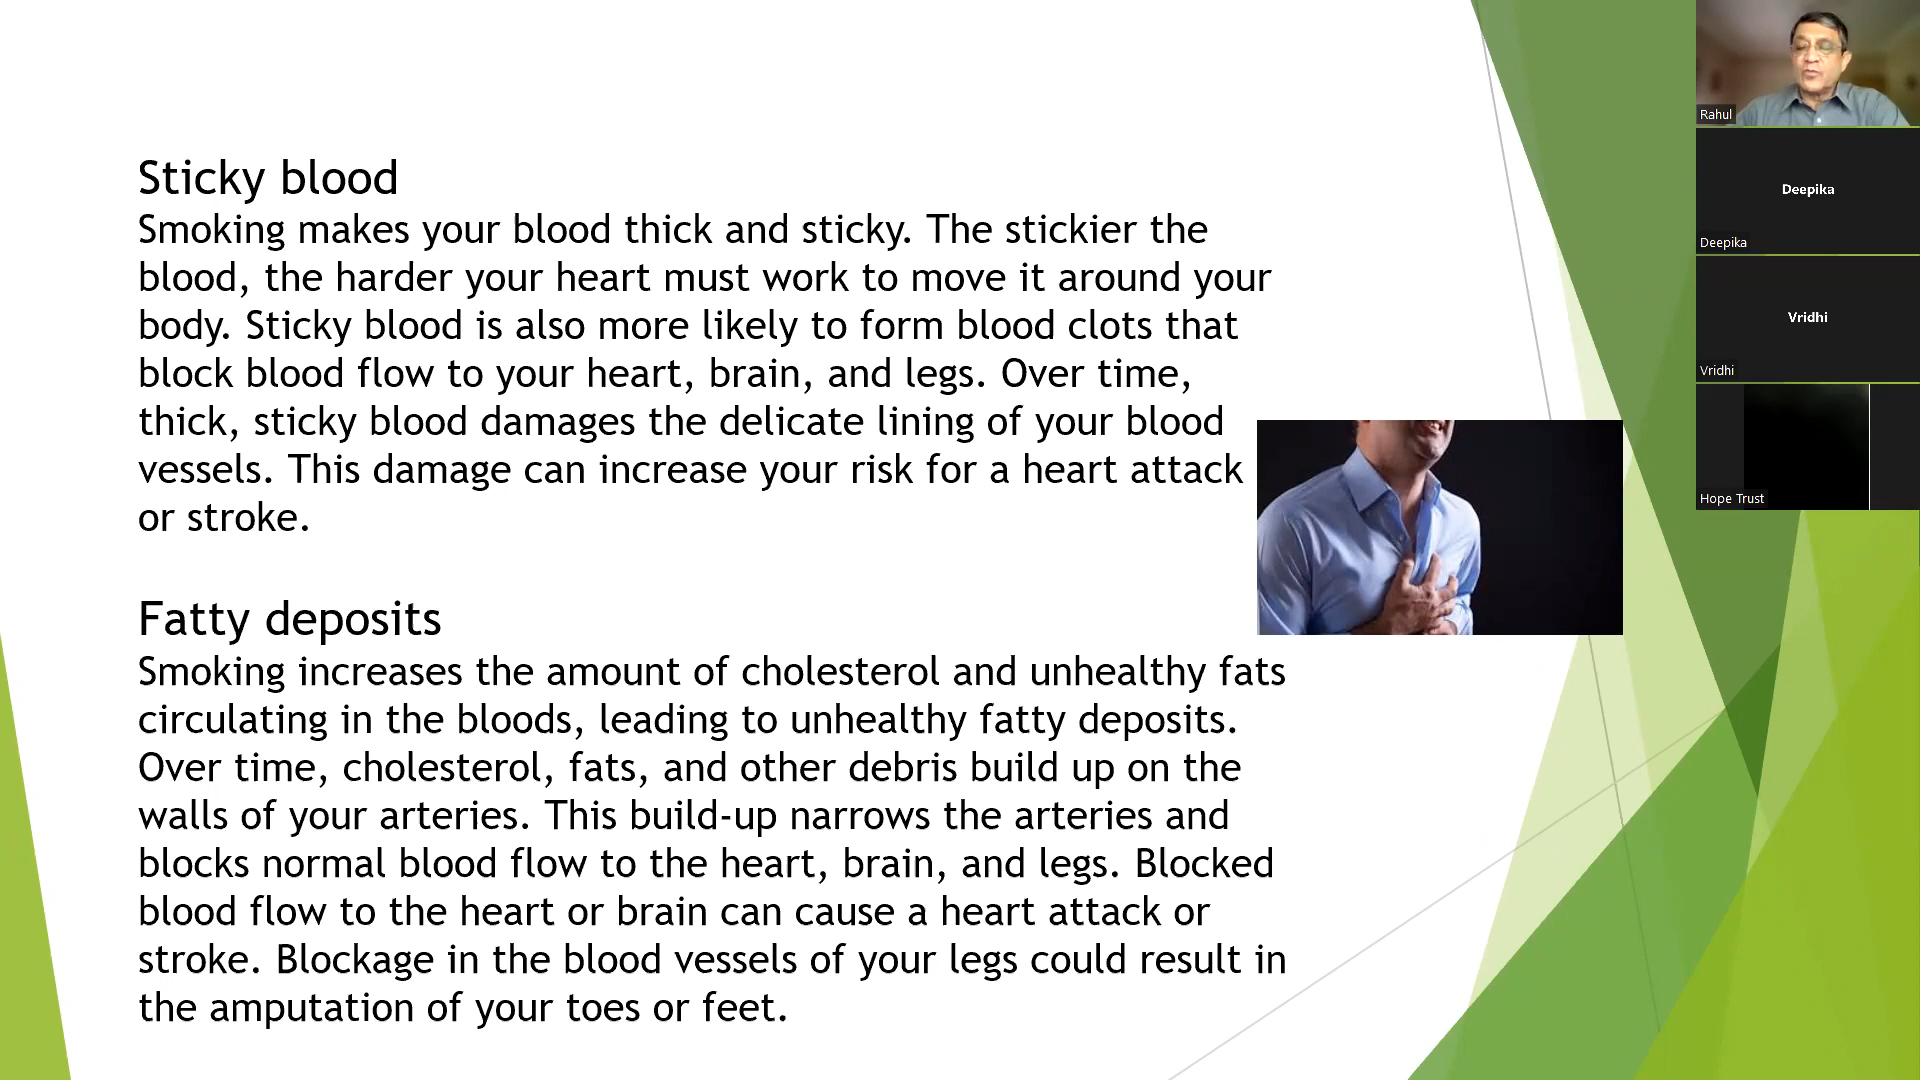 Sticky blood
Smoking makes your blood thick and sticky. The stickier the
blood, the harder your heart must work to move it around your
body. Sticky blood is also more likely to form blood clots that
block blood flow to your heart, brain, and legs. Over time,
thick, sticky blood damages the delicate lining of your blood
vessels. This damage can increase your risk for a heart attack
or stroke.
Fatty deposits
Smoking increases the amount of cholesterol and unhealthy fats
circulating in the bloods, leading to unhealthy fatty deposits.
Over time, cholesterol, fats, and other debris build up on the
walls of your arteries. This build-up narrows the arteries and
blocks normal blood flow to the heart, brain, and legs. Blocked
blood flow to the heart or brain can cause a heart attack or
stroke. Blockage in the blood vessels of your legs could result in
the amputation of your toes or feet.
Rahul
Deepika
Deepika
Vridhi
Vridhi
Hope Trust